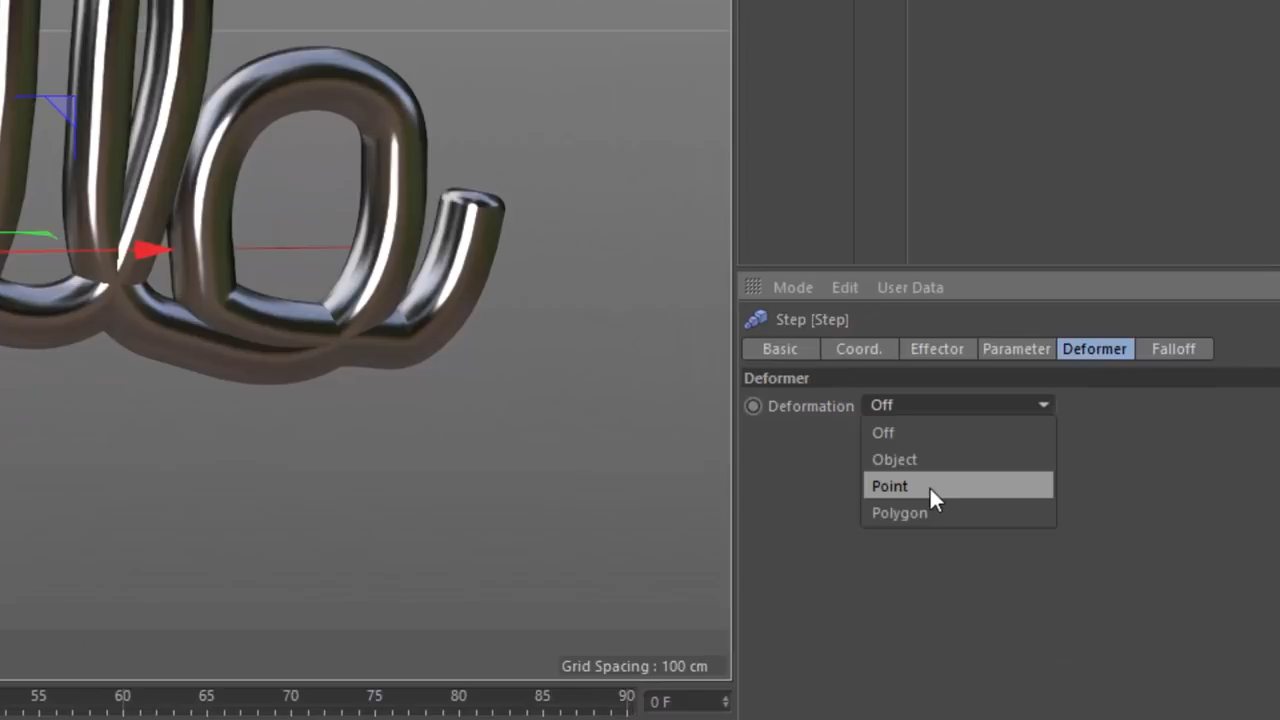 Mode Edit User Data
Step [Step]
Basic Coord. Effector Parameter Deformer Falloff
Deformer
Deformation Off
Off
Object
Point
Polygon
Grid Spacing : 100 cm
55 60 65 70 75 80 85 90 0 F